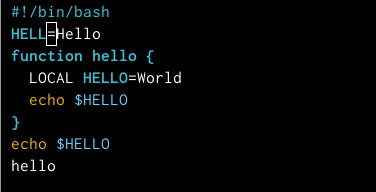 #!/bin/bash
HELL=Hello
function hello {
LOCAL HELLO=World
echo $HELLO
}
echo $HELLO
hello